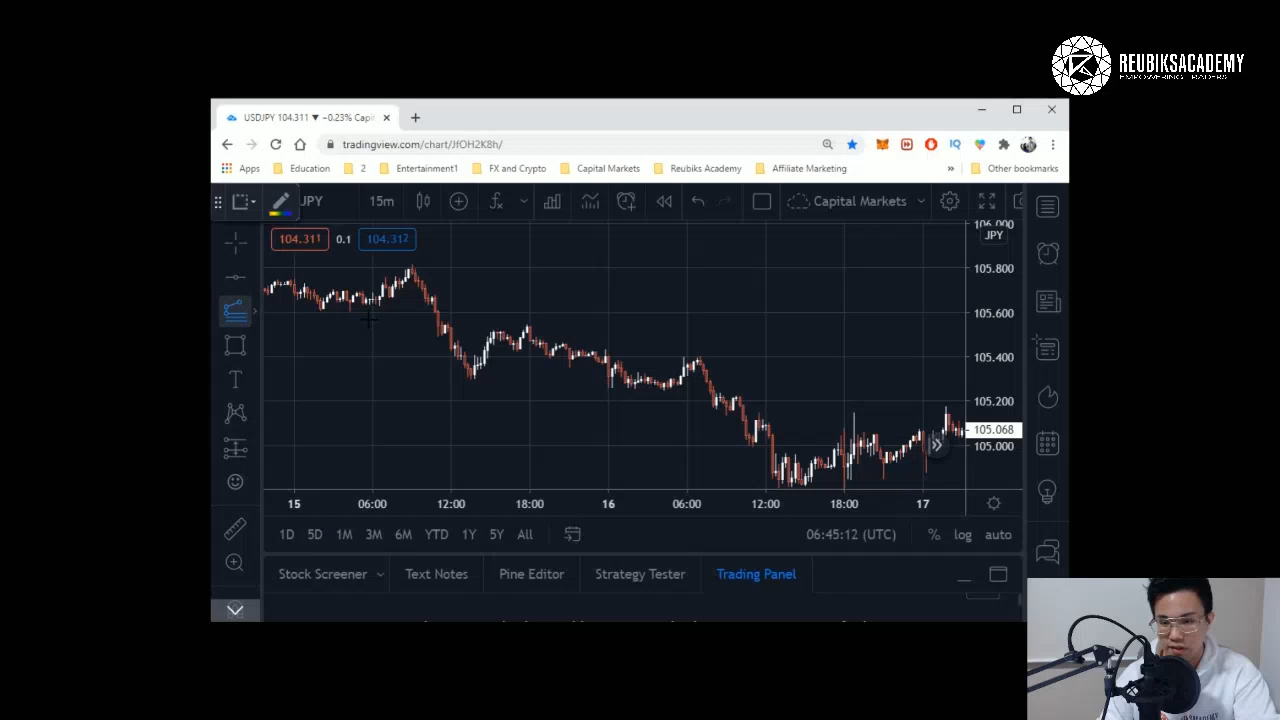 REUBIKSACADEMY
EMPOWERING TRADERS
USDJPY 104.311 ▼ −0.23% Capit
tradingview.com/chart/JfOH2K8h/
Apps Education 2 Entertainment1 FX and Crypto Capital Markets Reubiks Academy Affiliate Marketing » Other bookmarks
JPY 15m Capital Markets
104.311 0.1 104.312
106.000
JPY
105.800
105.600
105.400
105.200
105.068
105.000
15 06:00 12:00 18:00 16 06:00 12:00 18:00 17
1D 5D 1M 3M 6M YTD 1Y 5Y All 06:45:12 (UTC) % log auto
Stock Screener Text Notes Pine Editor Strategy Tester Trading Panel